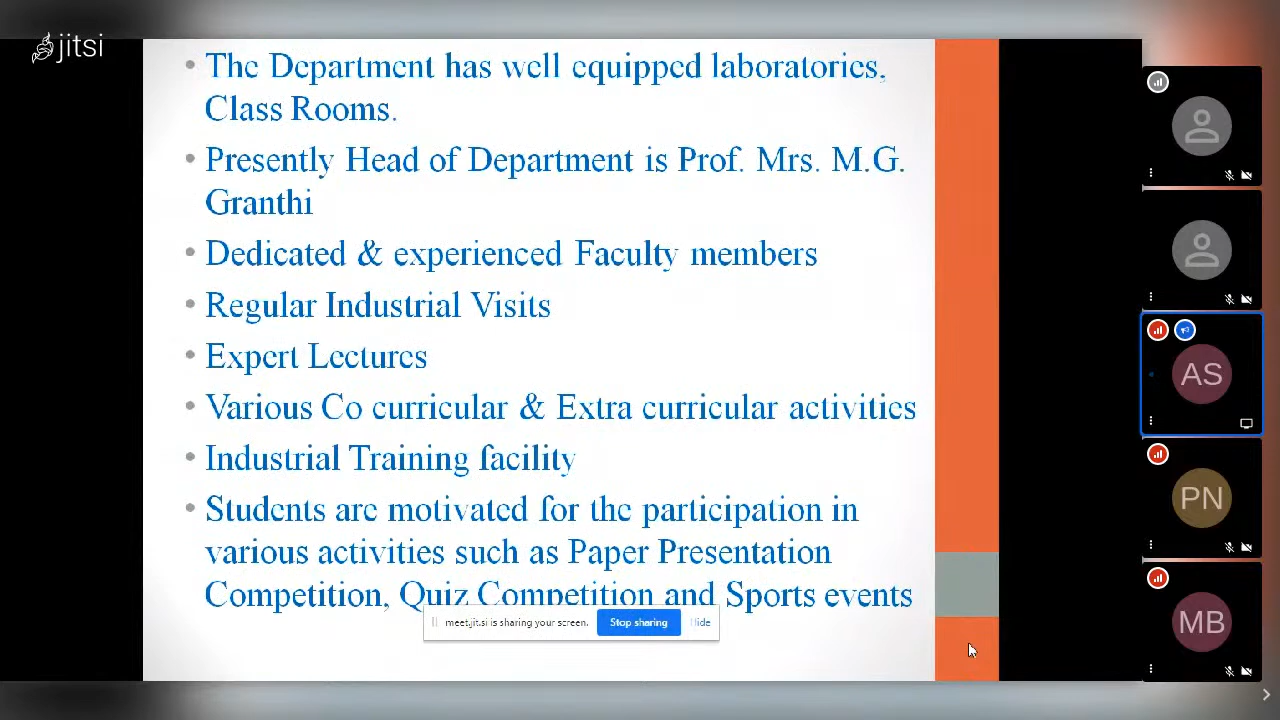 jitsi
• The Department has well equipped laboratories,
Class Rooms.
• Presently Head of Department is Prof. Mrs. M.G.
Granthi
• Dedicated & experienced Faculty members
• Regular Industrial Visits
• Expert Lectures
• Various Co curricular & Extra curricular activities
• Industrial Training facility
• Students are motivated for the participation in
various activities such as Paper Presentation
Competition, Quiz Competition and Sports events
meet.jit.si is sharing your screen. Stop sharing Hide
AS
PN
MB